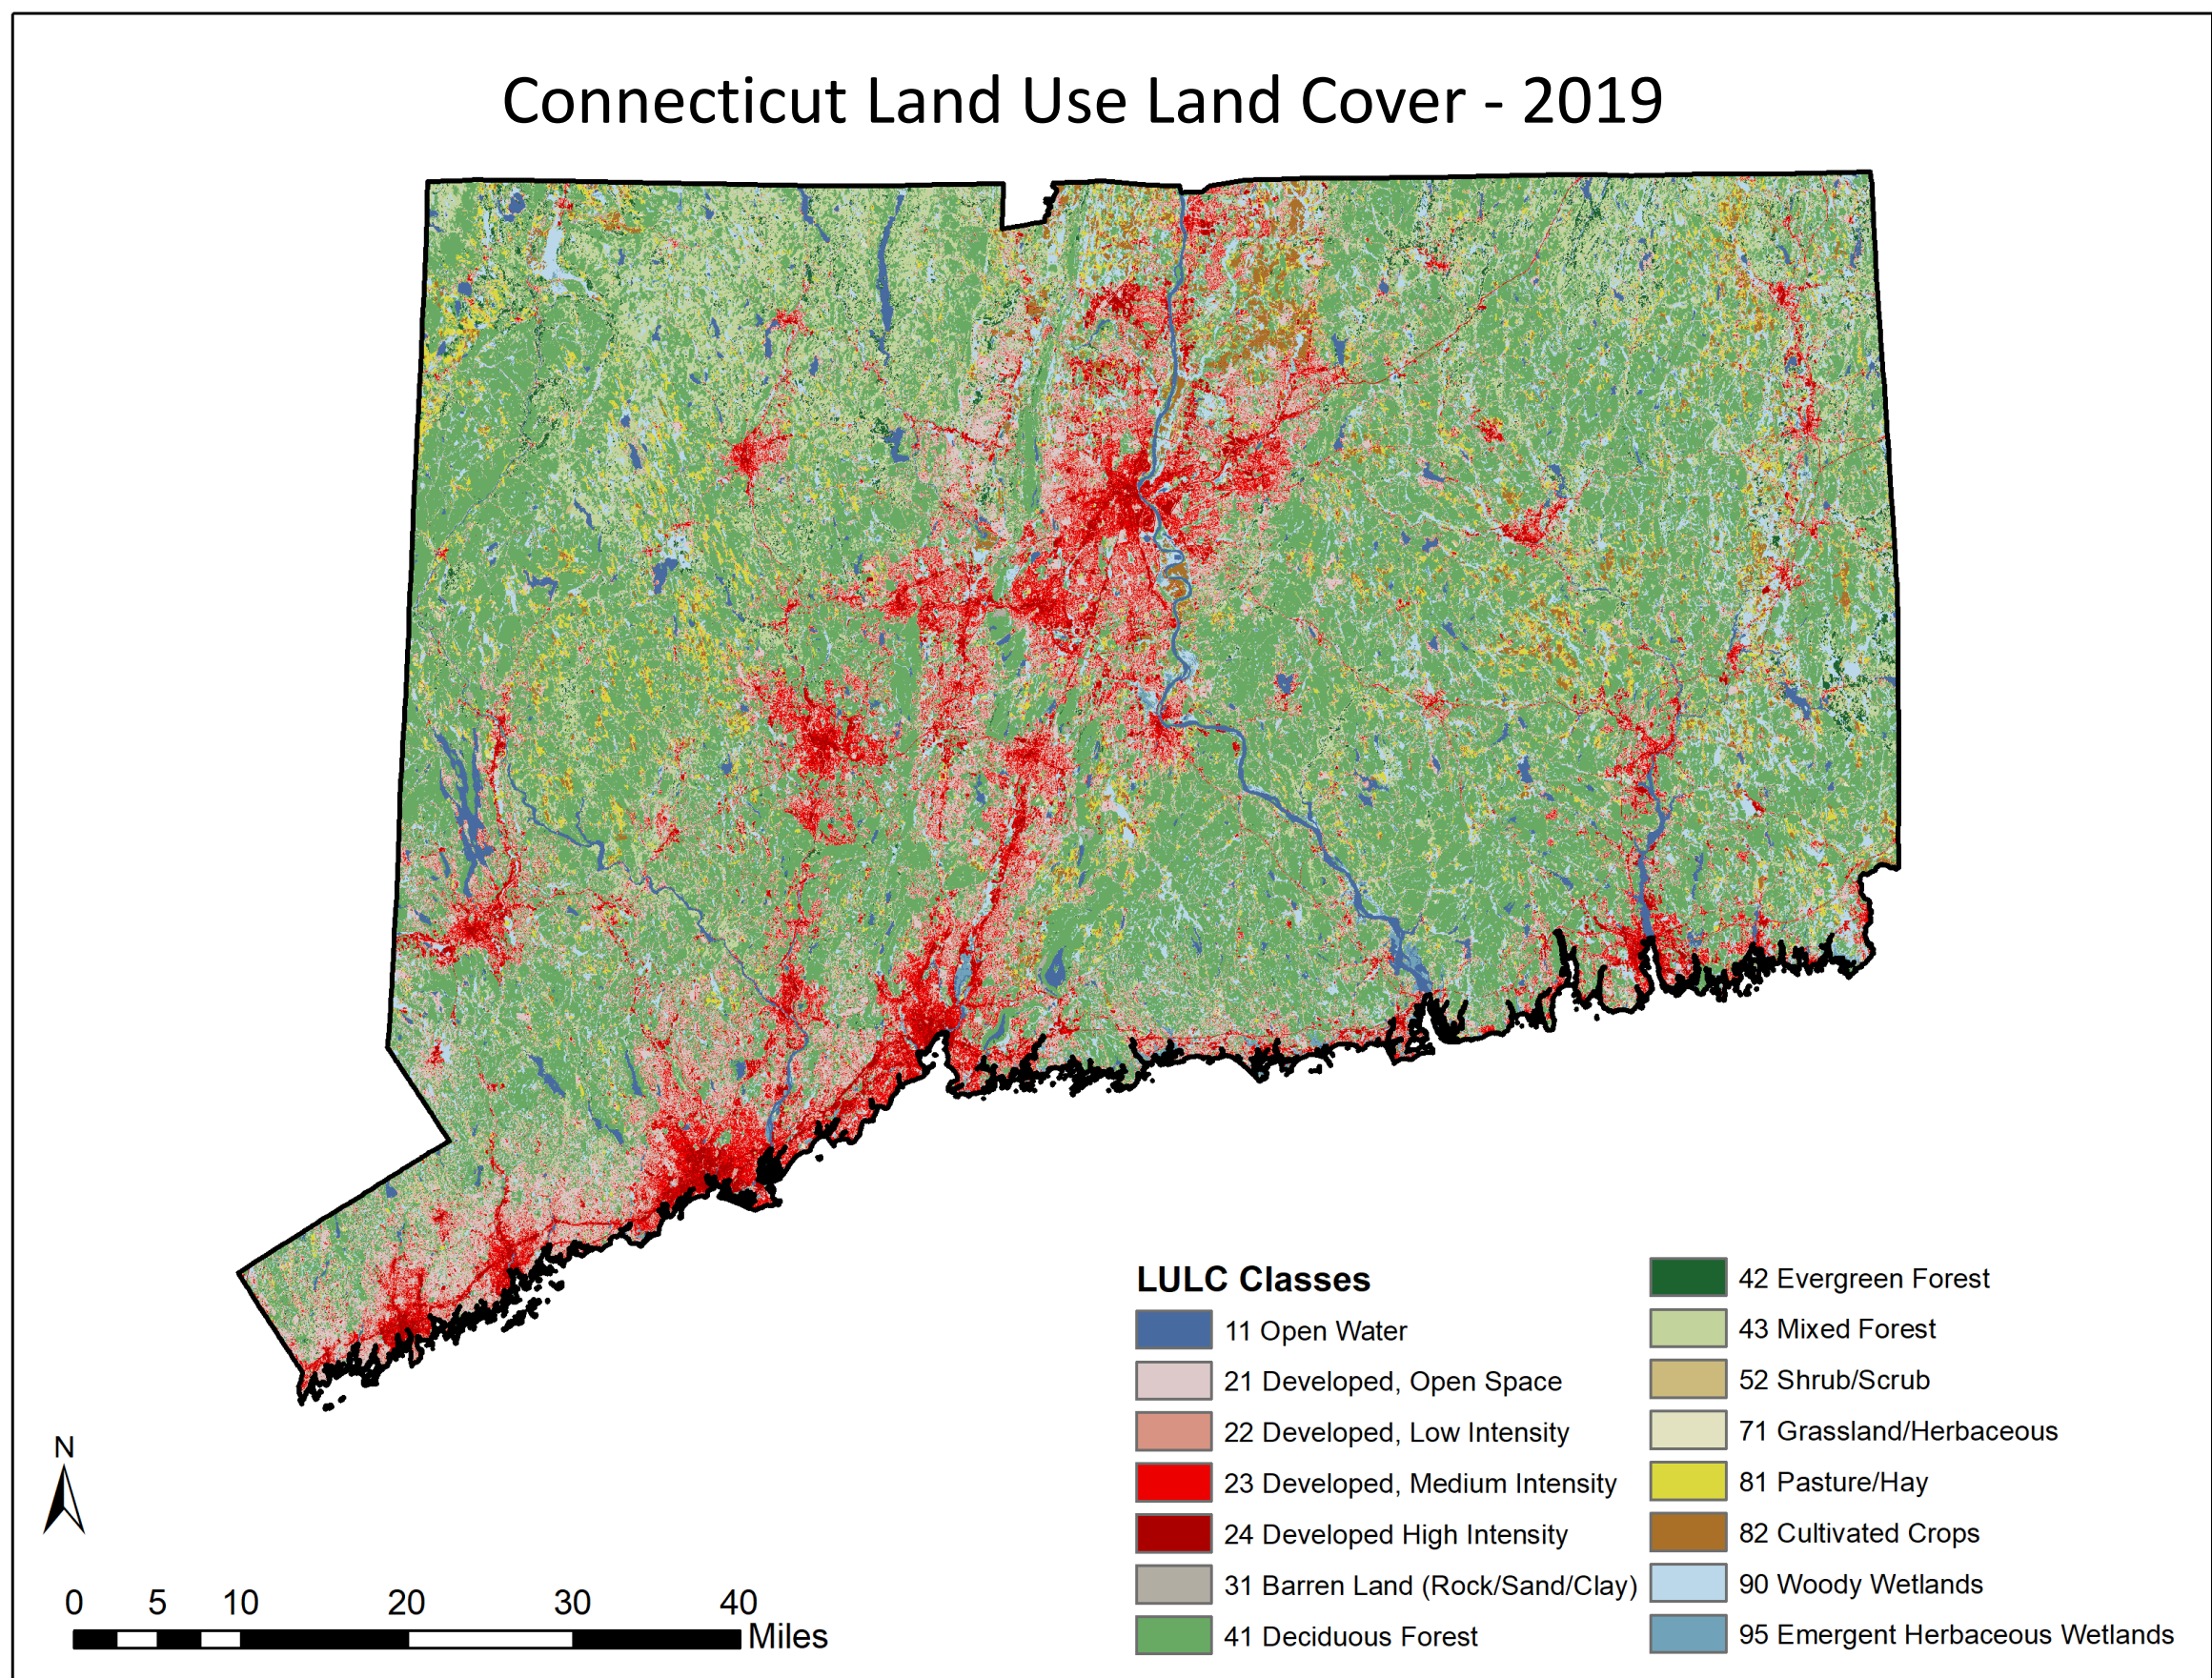 Connecticut Land Use Land Cover - 2019
LULC Classes
11 Open Water
21 Developed, Open Space
22 Developed, Low Intensity
23 Developed, Medium Intensity
24 Developed High Intensity
31 Barren Land (Rock/Sand/Clay)
41 Deciduous Forest
42 Evergreen Forest
43 Mixed Forest
52 Shrub/Scrub
71 Grassland/Herbaceous
81 Pasture/Hay
82 Cultivated Crops
90 Woody Wetlands
95 Emergent Herbaceous Wetlands
N
0 5 10 20 30 40
Miles